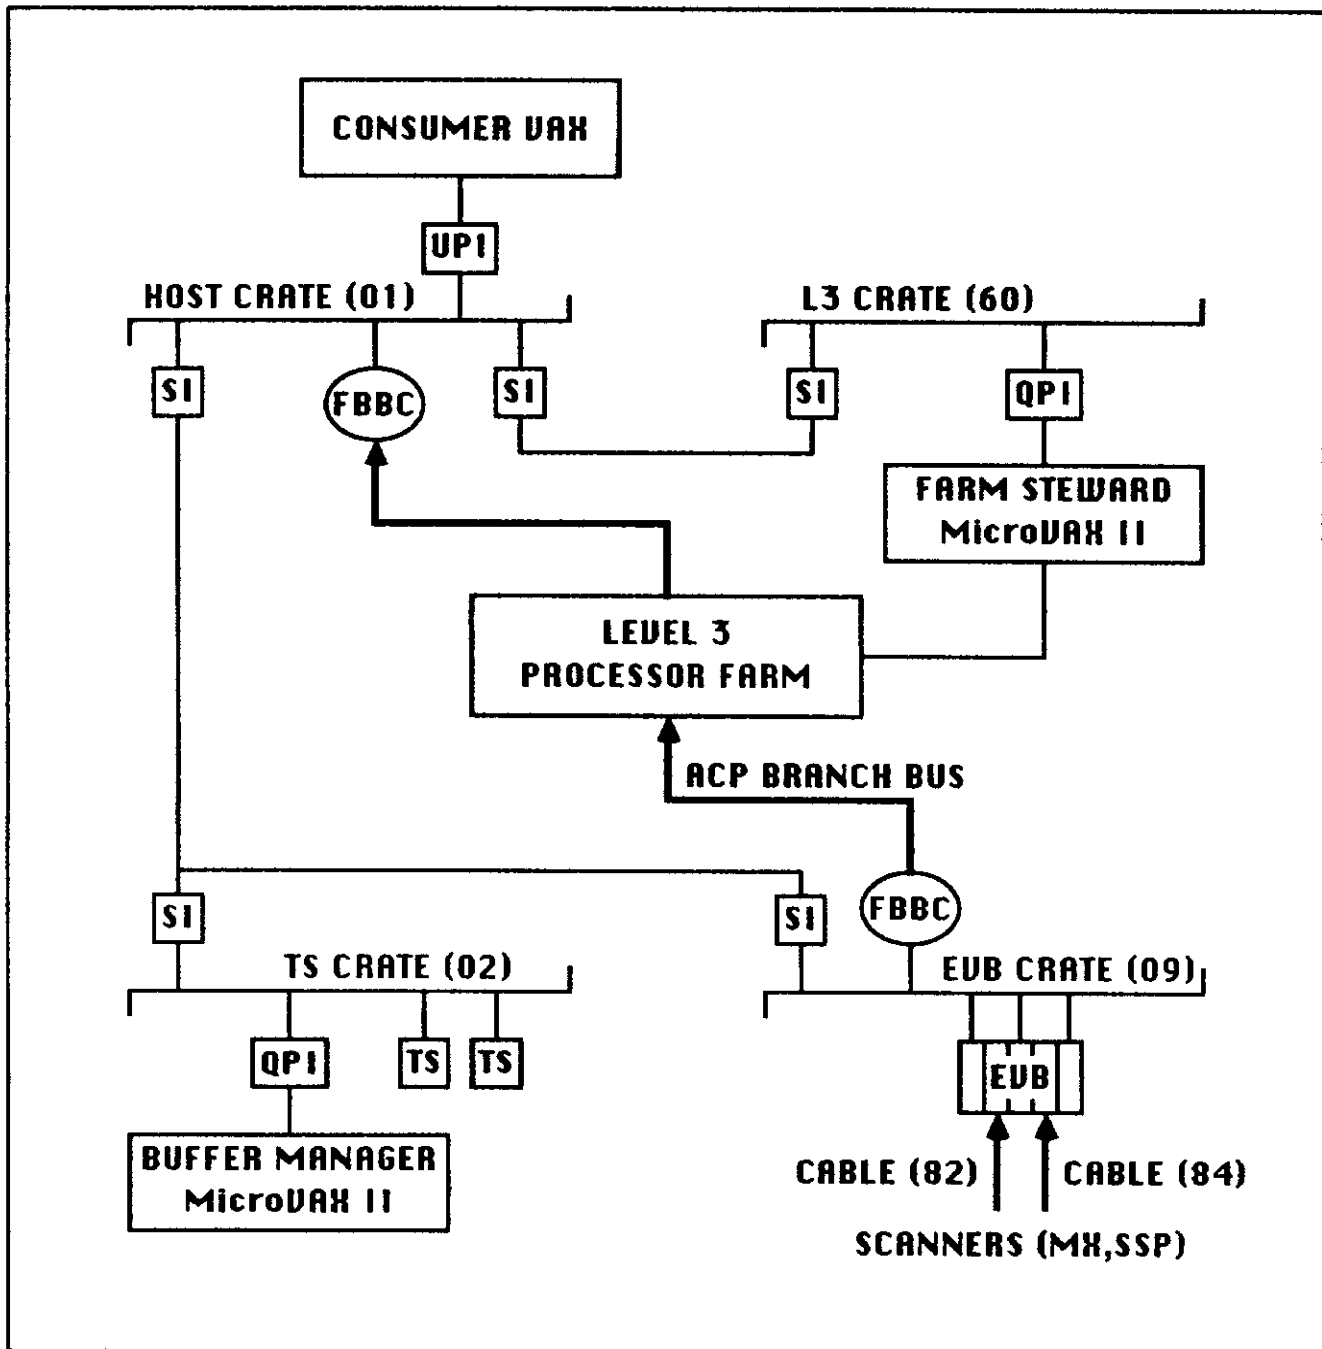 CONSUMER VAX
UPI
HOST CRATE (01)
L3 CRATE (60)
SI
FBBC
SI
SI
QPI
FARM STEWARD
MicroVAX II
LEVEL 3
PROCESSOR FARM
ACP BRANCH BUS
SI
SI
FBBC
TS CRATE (02)
EVB CRATE (09)
QPI
TS
TS
EVB
BUFFER MANAGER
MicroVAX II
CABLE (82)
CABLE (84)
SCANNERS (MX,SSP)